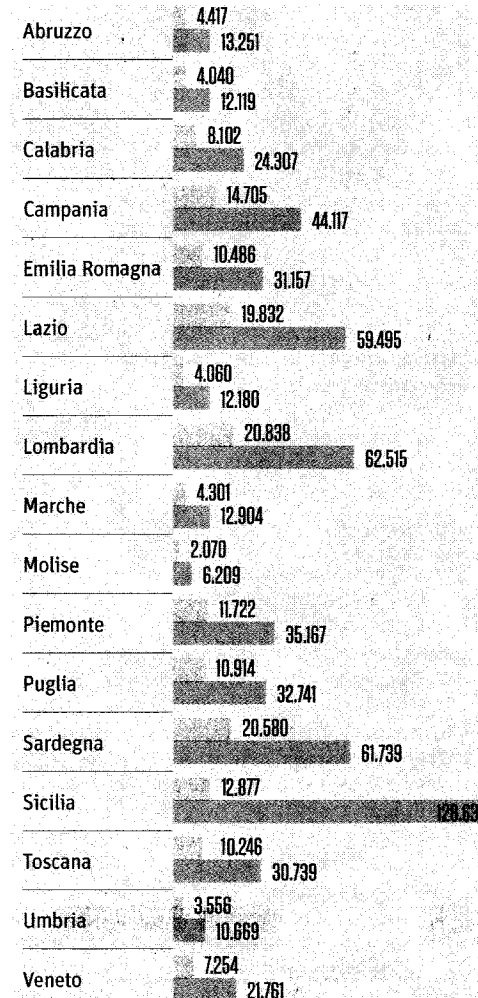 4.417
Abruzzo
13.251
4.040
Basilicata
12.119
8.102
Calabria
24.307
14.705
Campania
44.117
10.486
Emilia Romagna
31.157
19.832
Lazio
59.495
4.060
Liguria
12.180
20.838
Lombardia
62.515
4.301
Marche
12.904
2.070
Molise
6.209
11.722
Piemonte
35.167
10.914
Puglia
32.741
20.580
Sardegna
61.739
12.877
Sicilia
128.63
10.246
Toscana
30.739
3.556
Umbria
10.669
7.254
Veneto
21.761